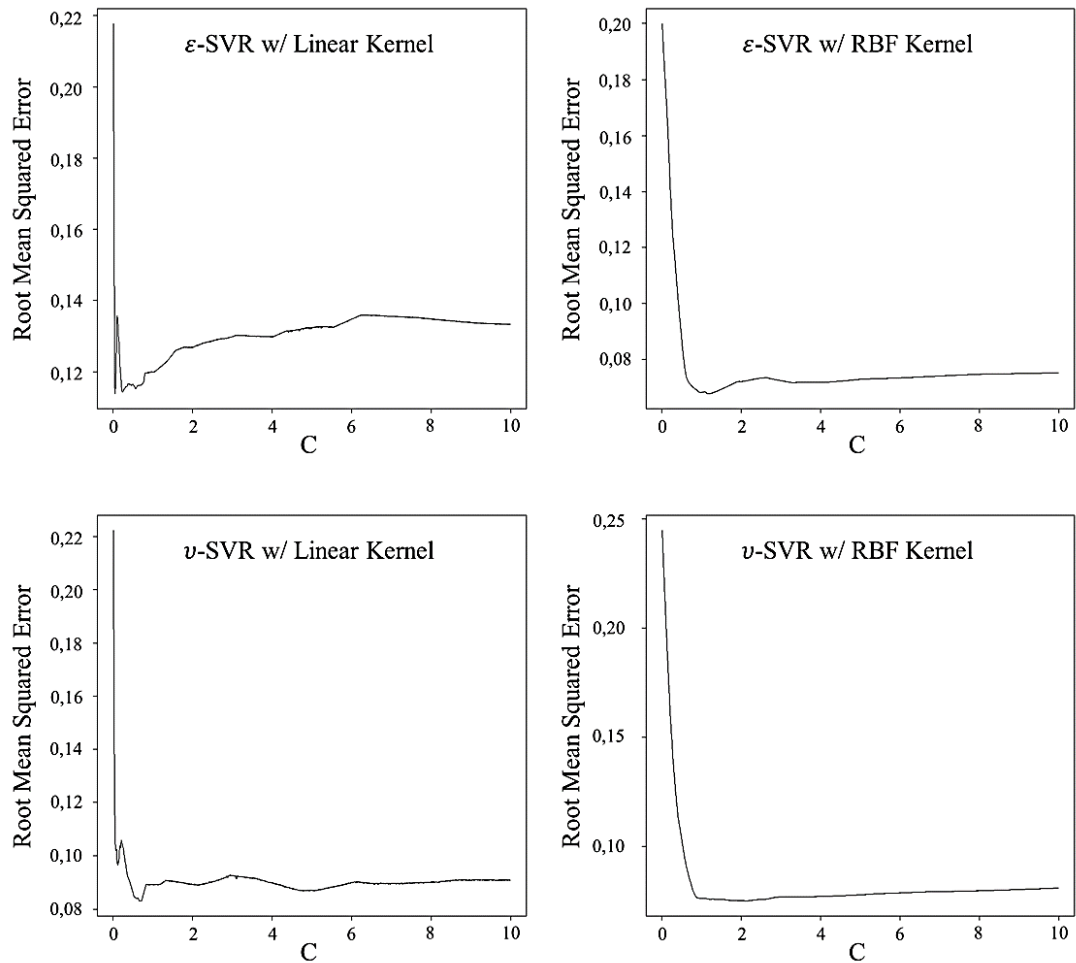 ε-SVR w/ Linear Kernel
Root Mean Squared Error
0,22
0,20
0,18
0,16
0,14
0,12
0 2 4 6 8 10
C
ε-SVR w/ RBF Kernel
Root Mean Squared Error
0,20
0,18
0,16
0,14
0,12
0,10
0,08
0 2 4 6 8 10
C
υ-SVR w/ Linear Kernel
Root Mean Squared Error
0,22
0,20
0,18
0,16
0,14
0,12
0,10
0,08
0 2 4 6 8 10
C
υ-SVR w/ RBF Kernel
Root Mean Squared Error
0,25
0,20
0,15
0,10
0 2 4 6 8 10
C